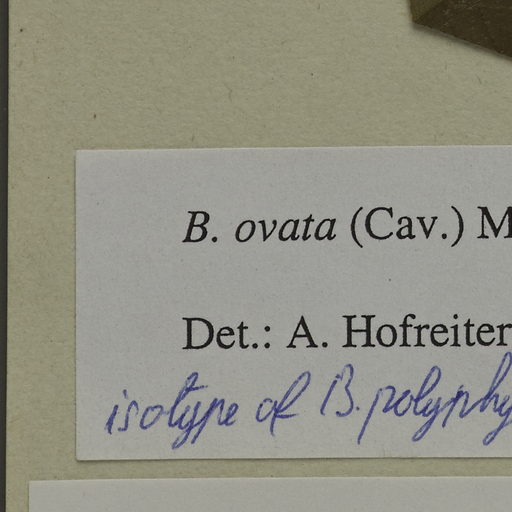 B. ovata (Cav.) M
Det.: A. Hofreiter
isotype of B. polyphy